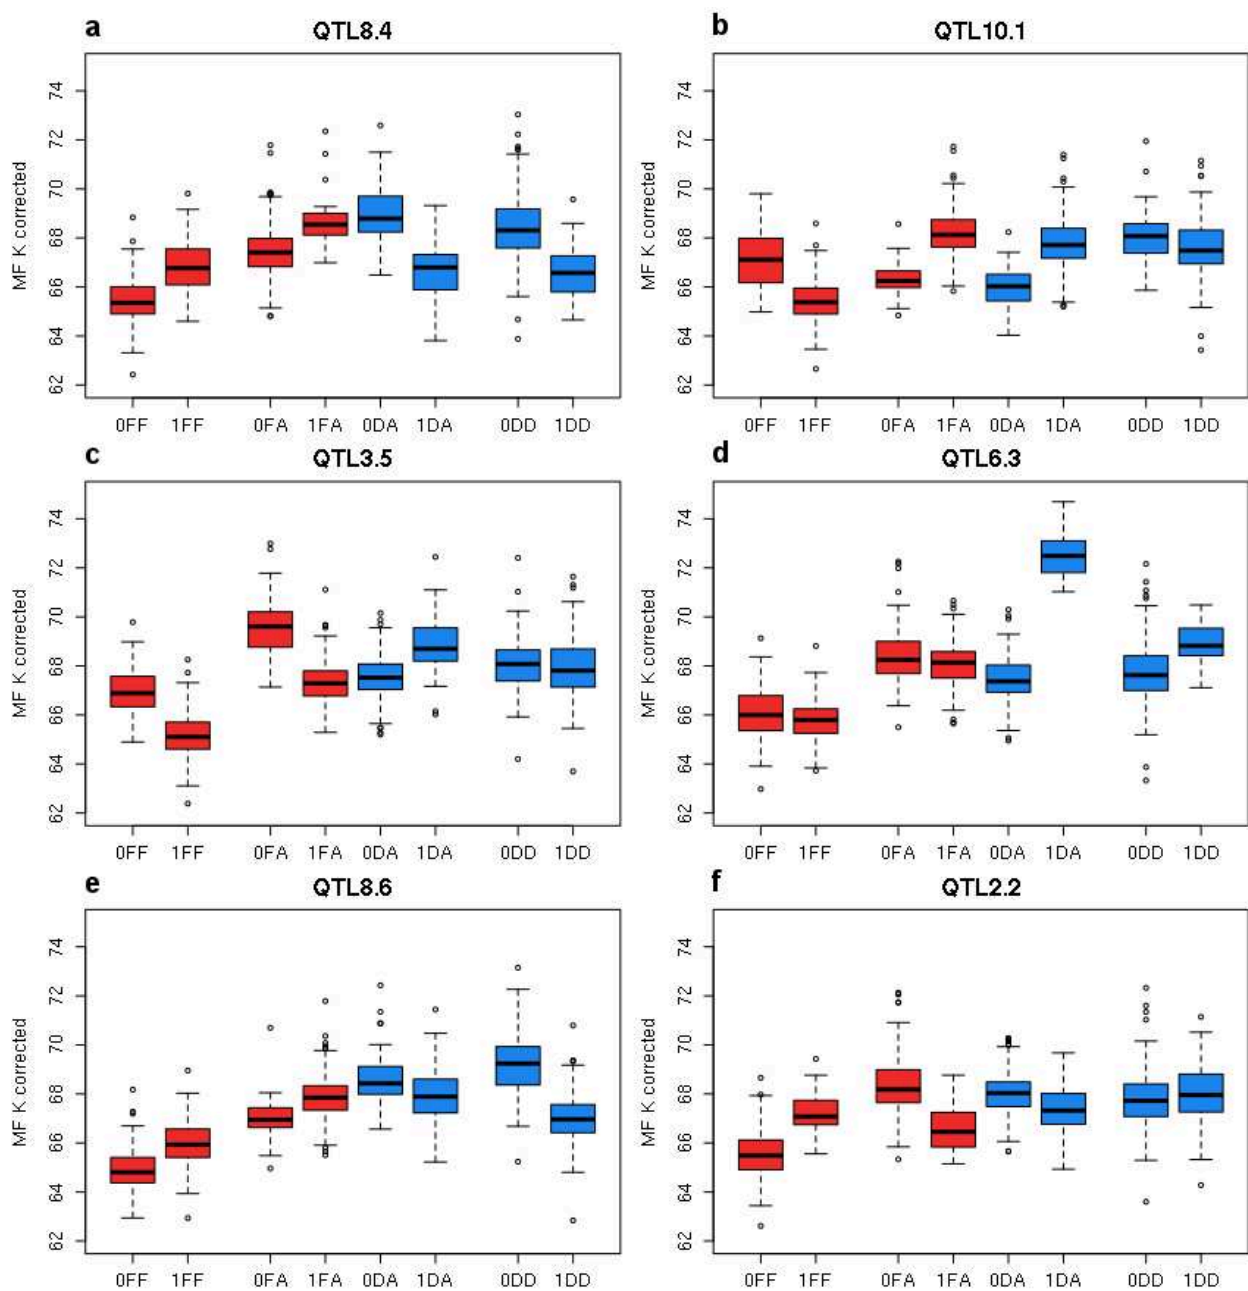 a QTL8.4
MF K corrected
74
72
70
68
66
64
62
0FF 1FF 0FA 1FA 0DA 1DA 0DD 1DD
b QTL10.1
MF K corrected
74
72
70
68
66
64
62
0FF 1FF 0FA 1FA 0DA 1DA 0DD 1DD
c QTL3.5
MF K corrected
74
72
70
68
66
64
62
0FF 1FF 0FA 1FA 0DA 1DA 0DD 1DD
d QTL6.3
MF K corrected
74
72
70
68
66
64
62
0FF 1FF 0FA 1FA 0DA 1DA 0DD 1DD
e QTL8.6
MF K corrected
74
72
70
68
66
64
62
0FF 1FF 0FA 1FA 0DA 1DA 0DD 1DD
f QTL2.2
MF K corrected
74
72
70
68
66
64
62
0FF 1FF 0FA 1FA 0DA 1DA 0DD 1DD